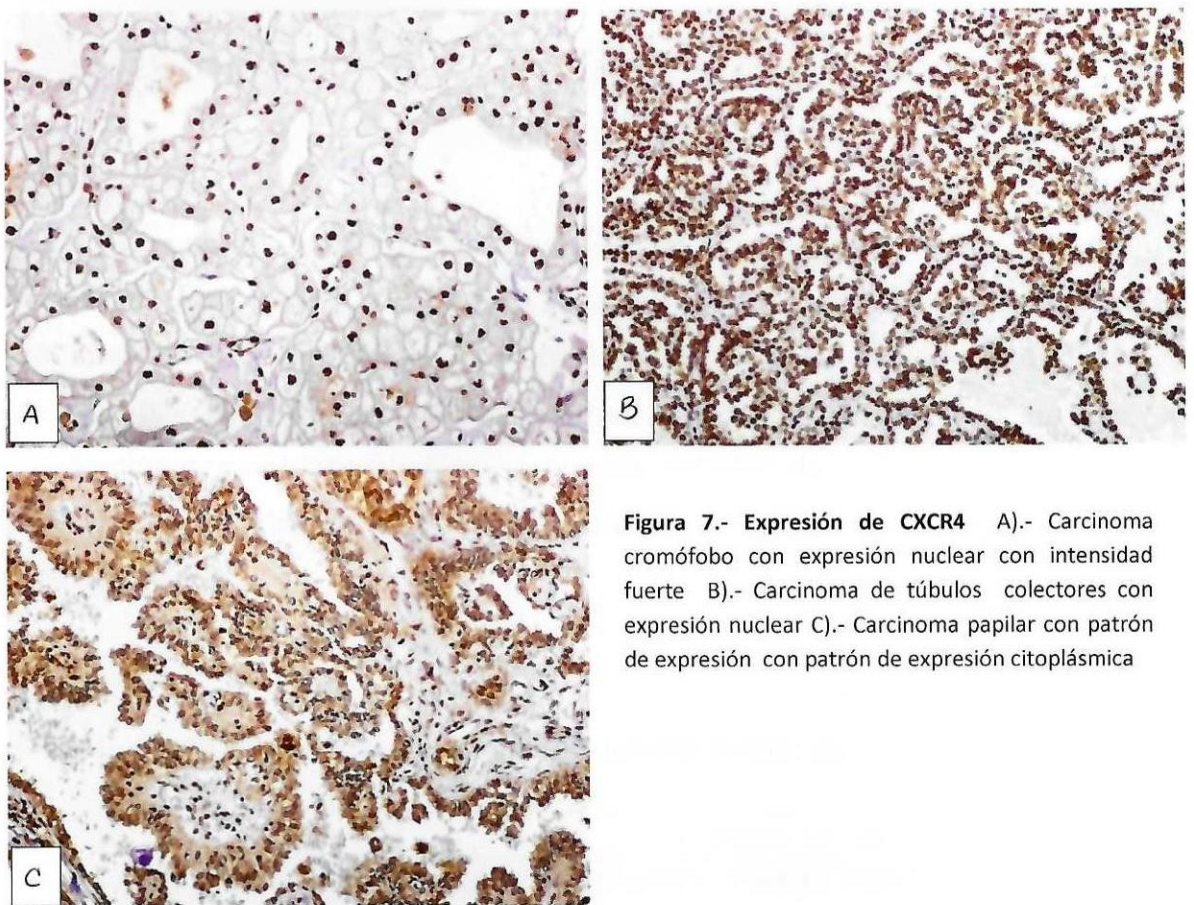 A
B
C
Figura 7.- Expresión de CXCR4 A).- Carcinoma
cromófobo con expresión nuclear con intensidad
fuerte B).- Carcinoma de túbulos colectores con
expresión nuclear C).- Carcinoma papilar con patrón
de expresión con patrón de expresión citoplásmica